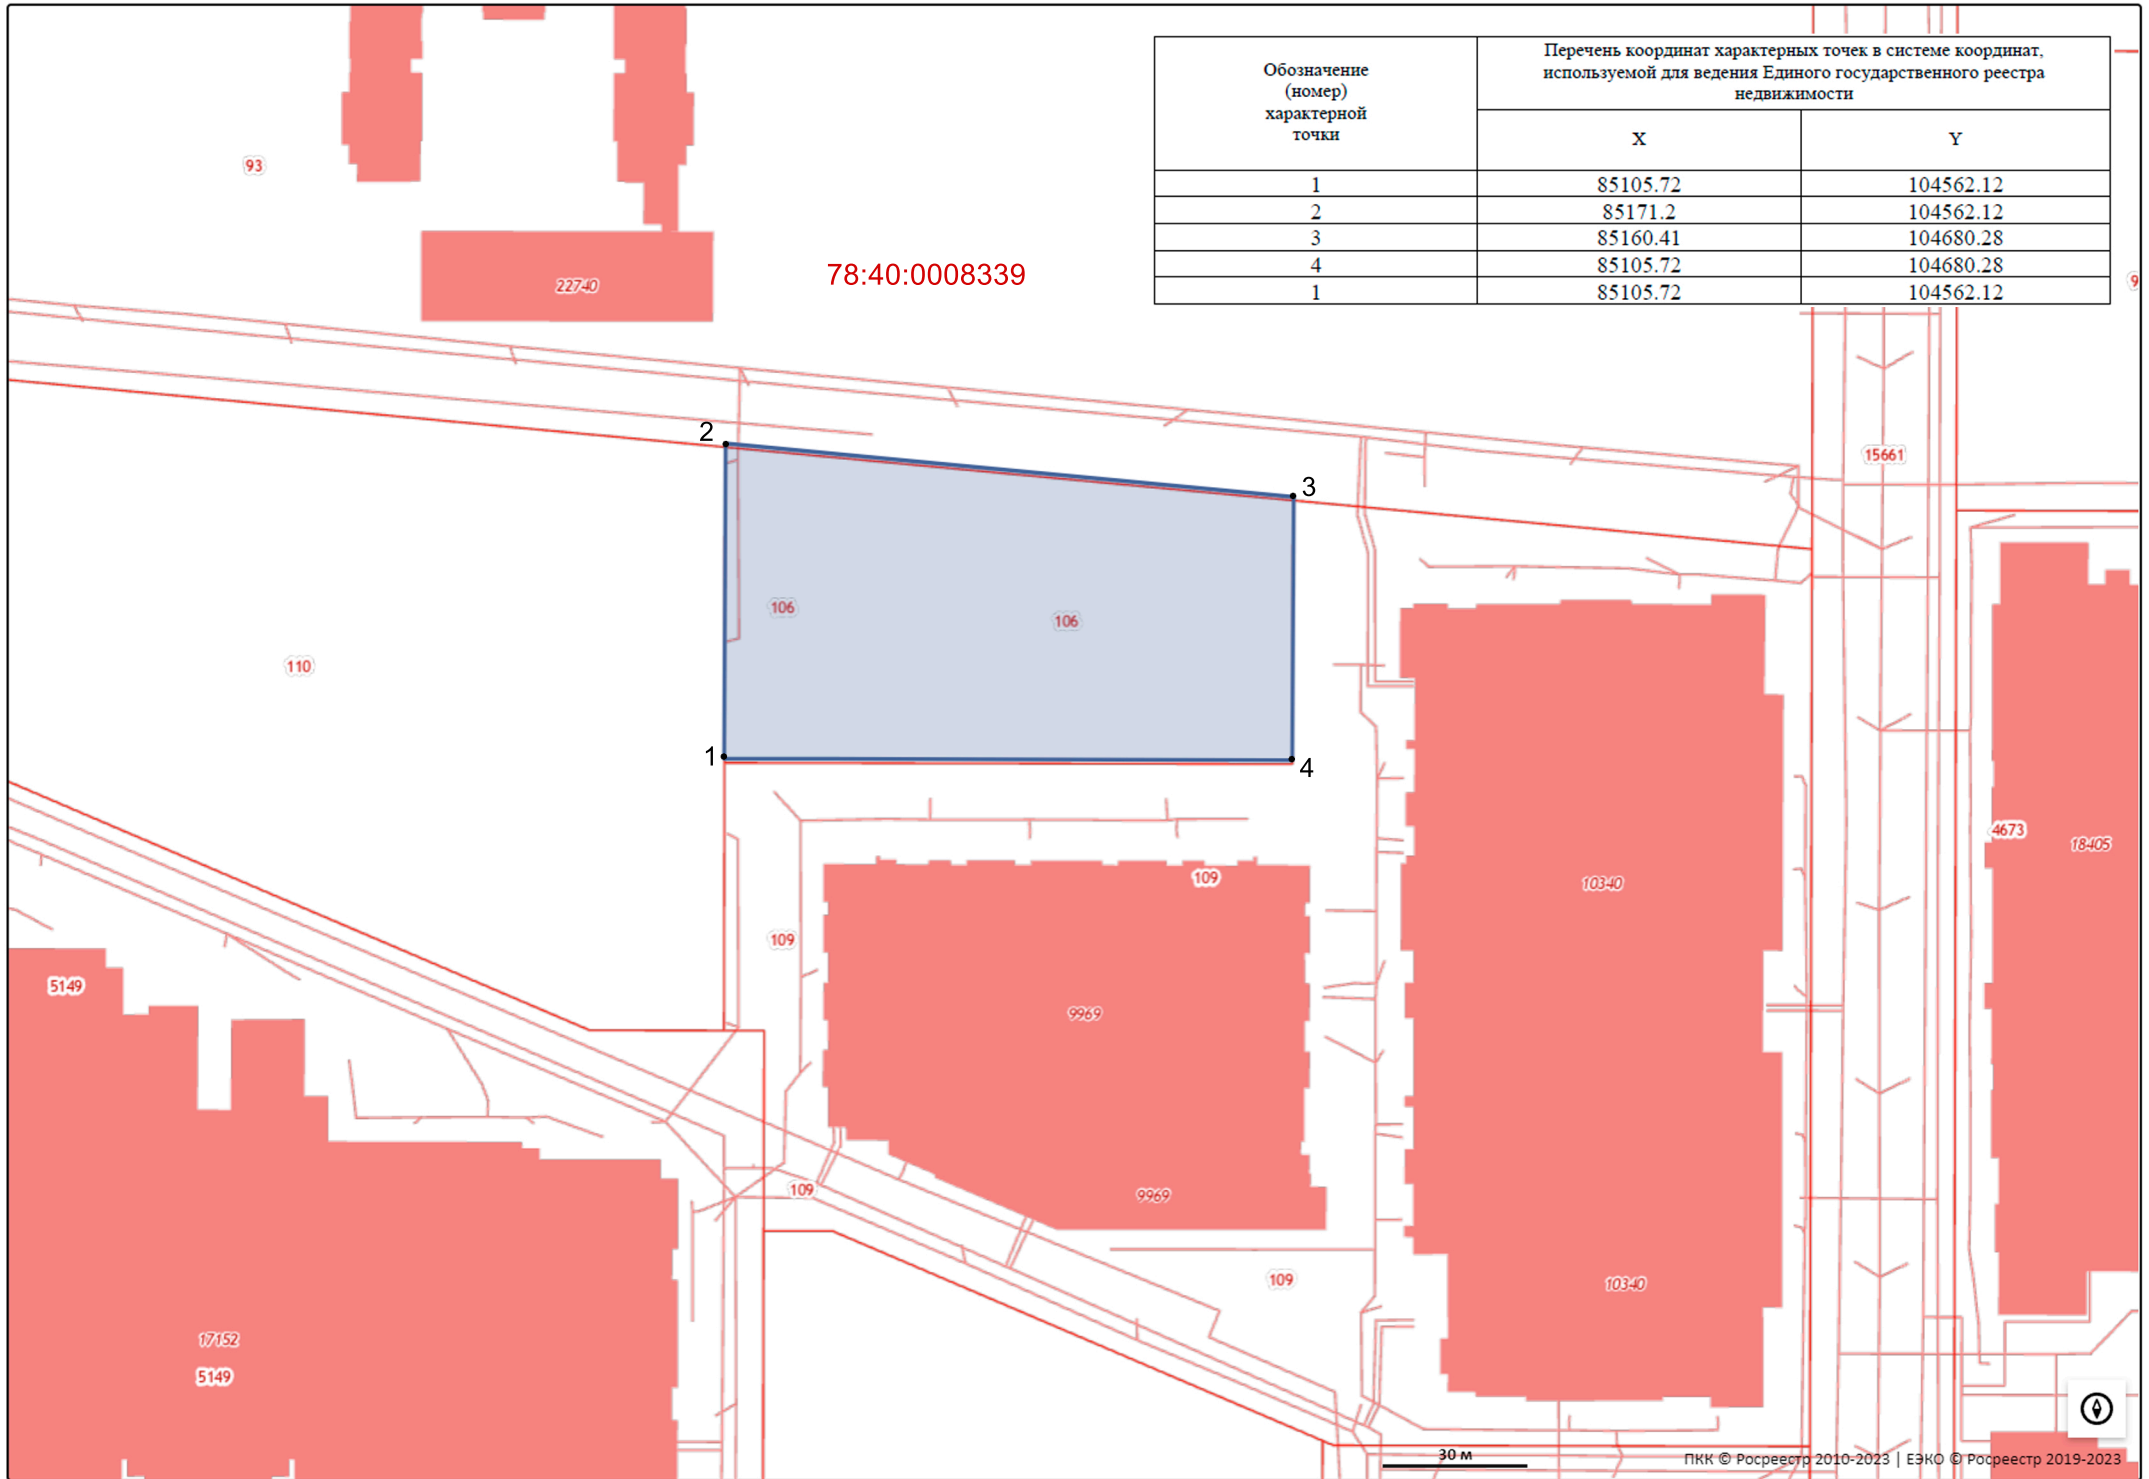 Обозначение
(номер)
характерной
точки
Перечень координат характерных точек в системе координат,
используемой для ведения Единого государственного реестра
недвижимости
X Y
1 85105.72 104562.12
2 85171.2 104562.12
3 85160.41 104680.28
4 85105.72 104680.28
1 85105.72 104562.12
93
78:40:0008339
22740
9
2
3
15661
106
106
110
1
4
4673
18405
109
10340
109
5149
9969
109
9969
109
10340
17152
5149
30 м
ПКК © Росреестр 2010-2023 | ЕЭКО © Росреестр 2019-2023